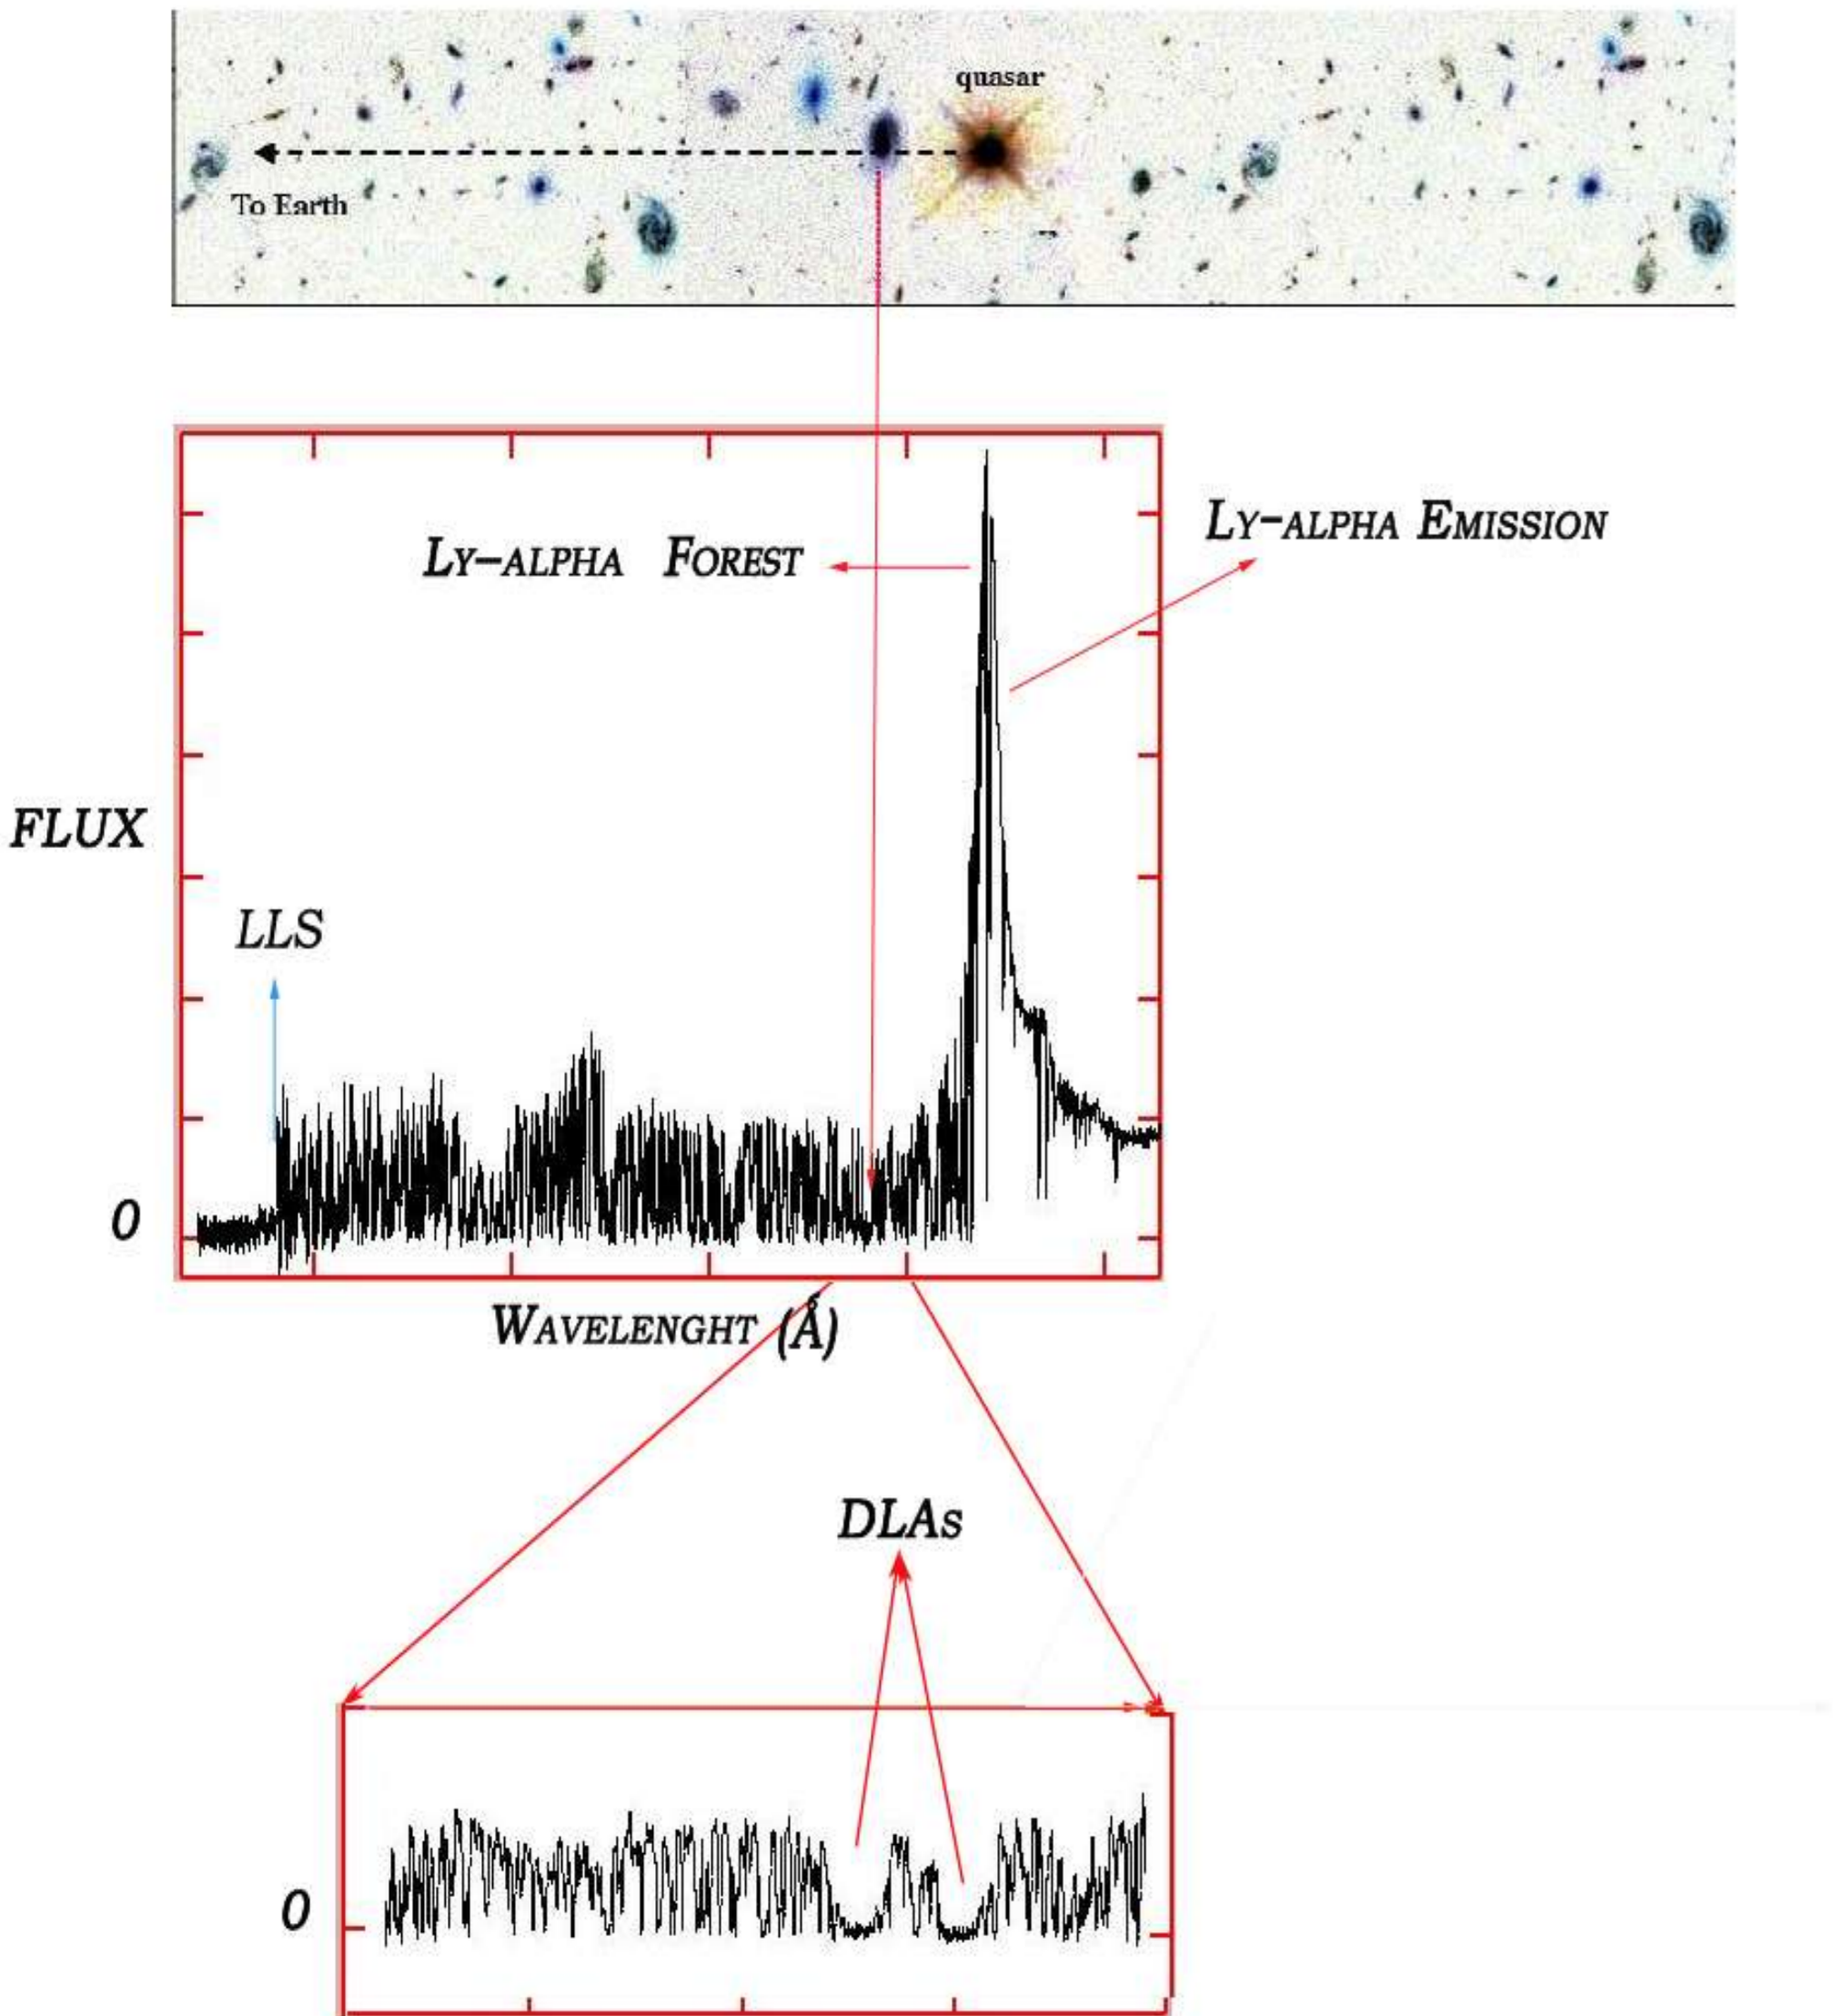 quasar
To Earth
Ly-alpha Forest
Ly-alpha Emission
FLUX
LLS
0
Wavelenght (Å)
DLAs
0